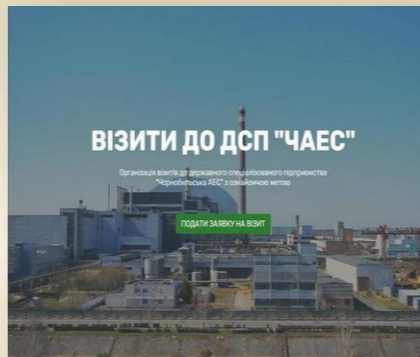 ВІЗИТИ ДО ДСП "ЧАЕС"
Організація візитів до державного спеціалізованого підприємства
"Чорнобильська АЕС" з ознайомчою метою
ПОДАТИ ЗАЯВКУ НА ВІЗИТ